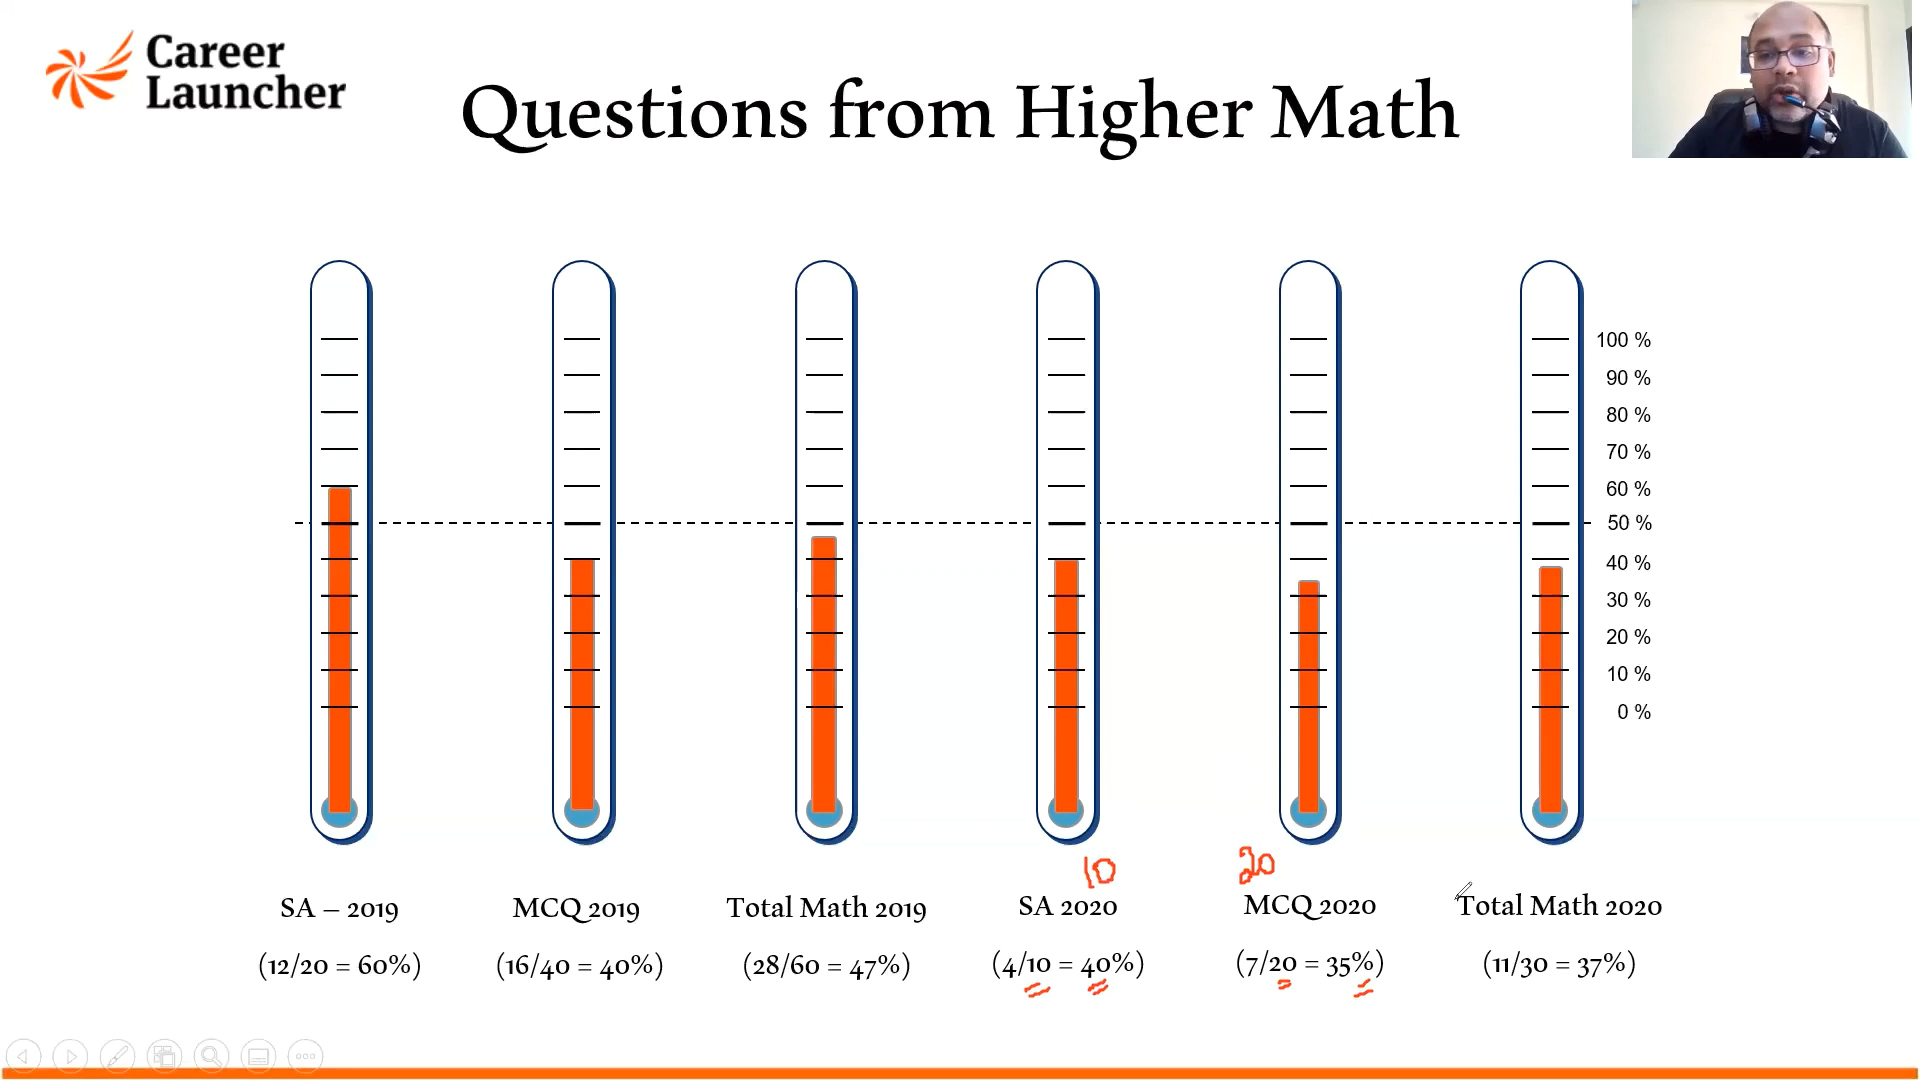 Career
Launcher
Questions from Higher Math
100 %
90 %
80 %
70 %
60 %
50 %
40 %
30 %
20 %
10 %
0 %
10
20
SA – 2019
MCQ 2019
Total Math 2019
SA 2020
MCQ 2020
Total Math 2020
(12/20 = 60%)
(16/40 = 40%)
(28/60 = 47%)
(4/10 = 40%)
(7/20 = 35%)
(11/30 = 37%)